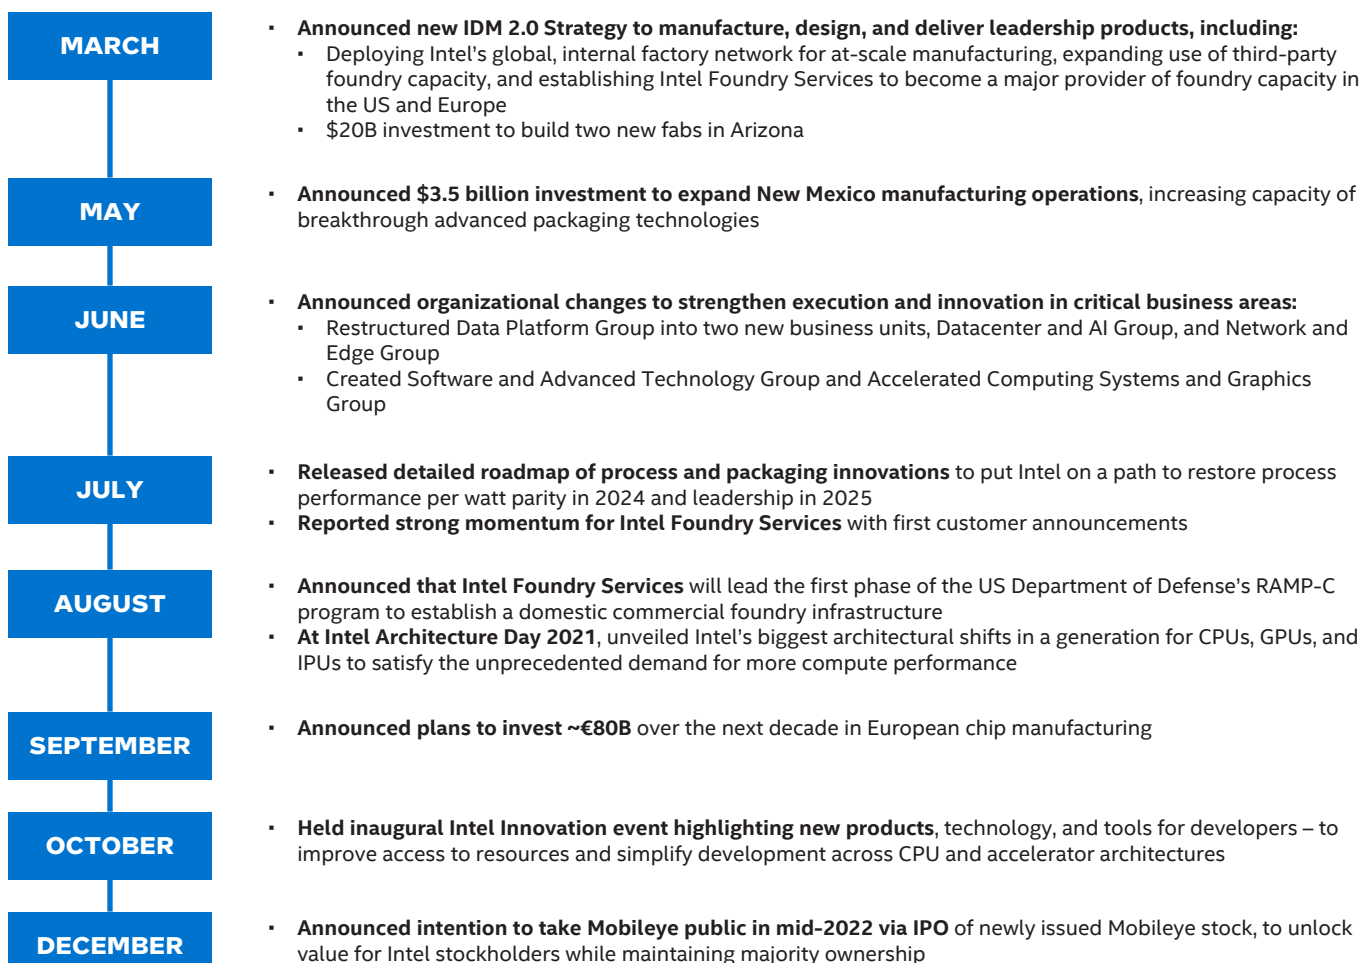 MARCH
▪ Announced new IDM 2.0 Strategy to manufacture, design, and deliver leadership products, including:
▪ Deploying Intel's global, internal factory network for at-scale manufacturing, expanding use of third-party
foundry capacity, and establishing Intel Foundry Services to become a major provider of foundry capacity in
the US and Europe
▪ $20B investment to build two new fabs in Arizona
MAY
▪ Announced $3.5 billion investment to expand New Mexico manufacturing operations, increasing capacity of
breakthrough advanced packaging technologies
JUNE
▪ Announced organizational changes to strengthen execution and innovation in critical business areas:
▪ Restructured Data Platform Group into two new business units, Datacenter and AI Group, and Network and
Edge Group
▪ Created Software and Advanced Technology Group and Accelerated Computing Systems and Graphics
Group
JULY
▪ Released detailed roadmap of process and packaging innovations to put Intel on a path to restore process
performance per watt parity in 2024 and leadership in 2025
▪ Reported strong momentum for Intel Foundry Services with first customer announcements
AUGUST
▪ Announced that Intel Foundry Services will lead the first phase of the US Department of Defense's RAMP-C
program to establish a domestic commercial foundry infrastructure
▪ At Intel Architecture Day 2021, unveiled Intel's biggest architectural shifts in a generation for CPUs, GPUs, and
IPUs to satisfy the unprecedented demand for more compute performance
SEPTEMBER
▪ Announced plans to invest ~€80B over the next decade in European chip manufacturing
OCTOBER
▪ Held inaugural Intel Innovation event highlighting new products, technology, and tools for developers – to
improve access to resources and simplify development across CPU and accelerator architectures
DECEMBER
▪ Announced intention to take Mobileye public in mid-2022 via IPO of newly issued Mobileye stock, to unlock
value for Intel stockholders while maintaining majority ownership